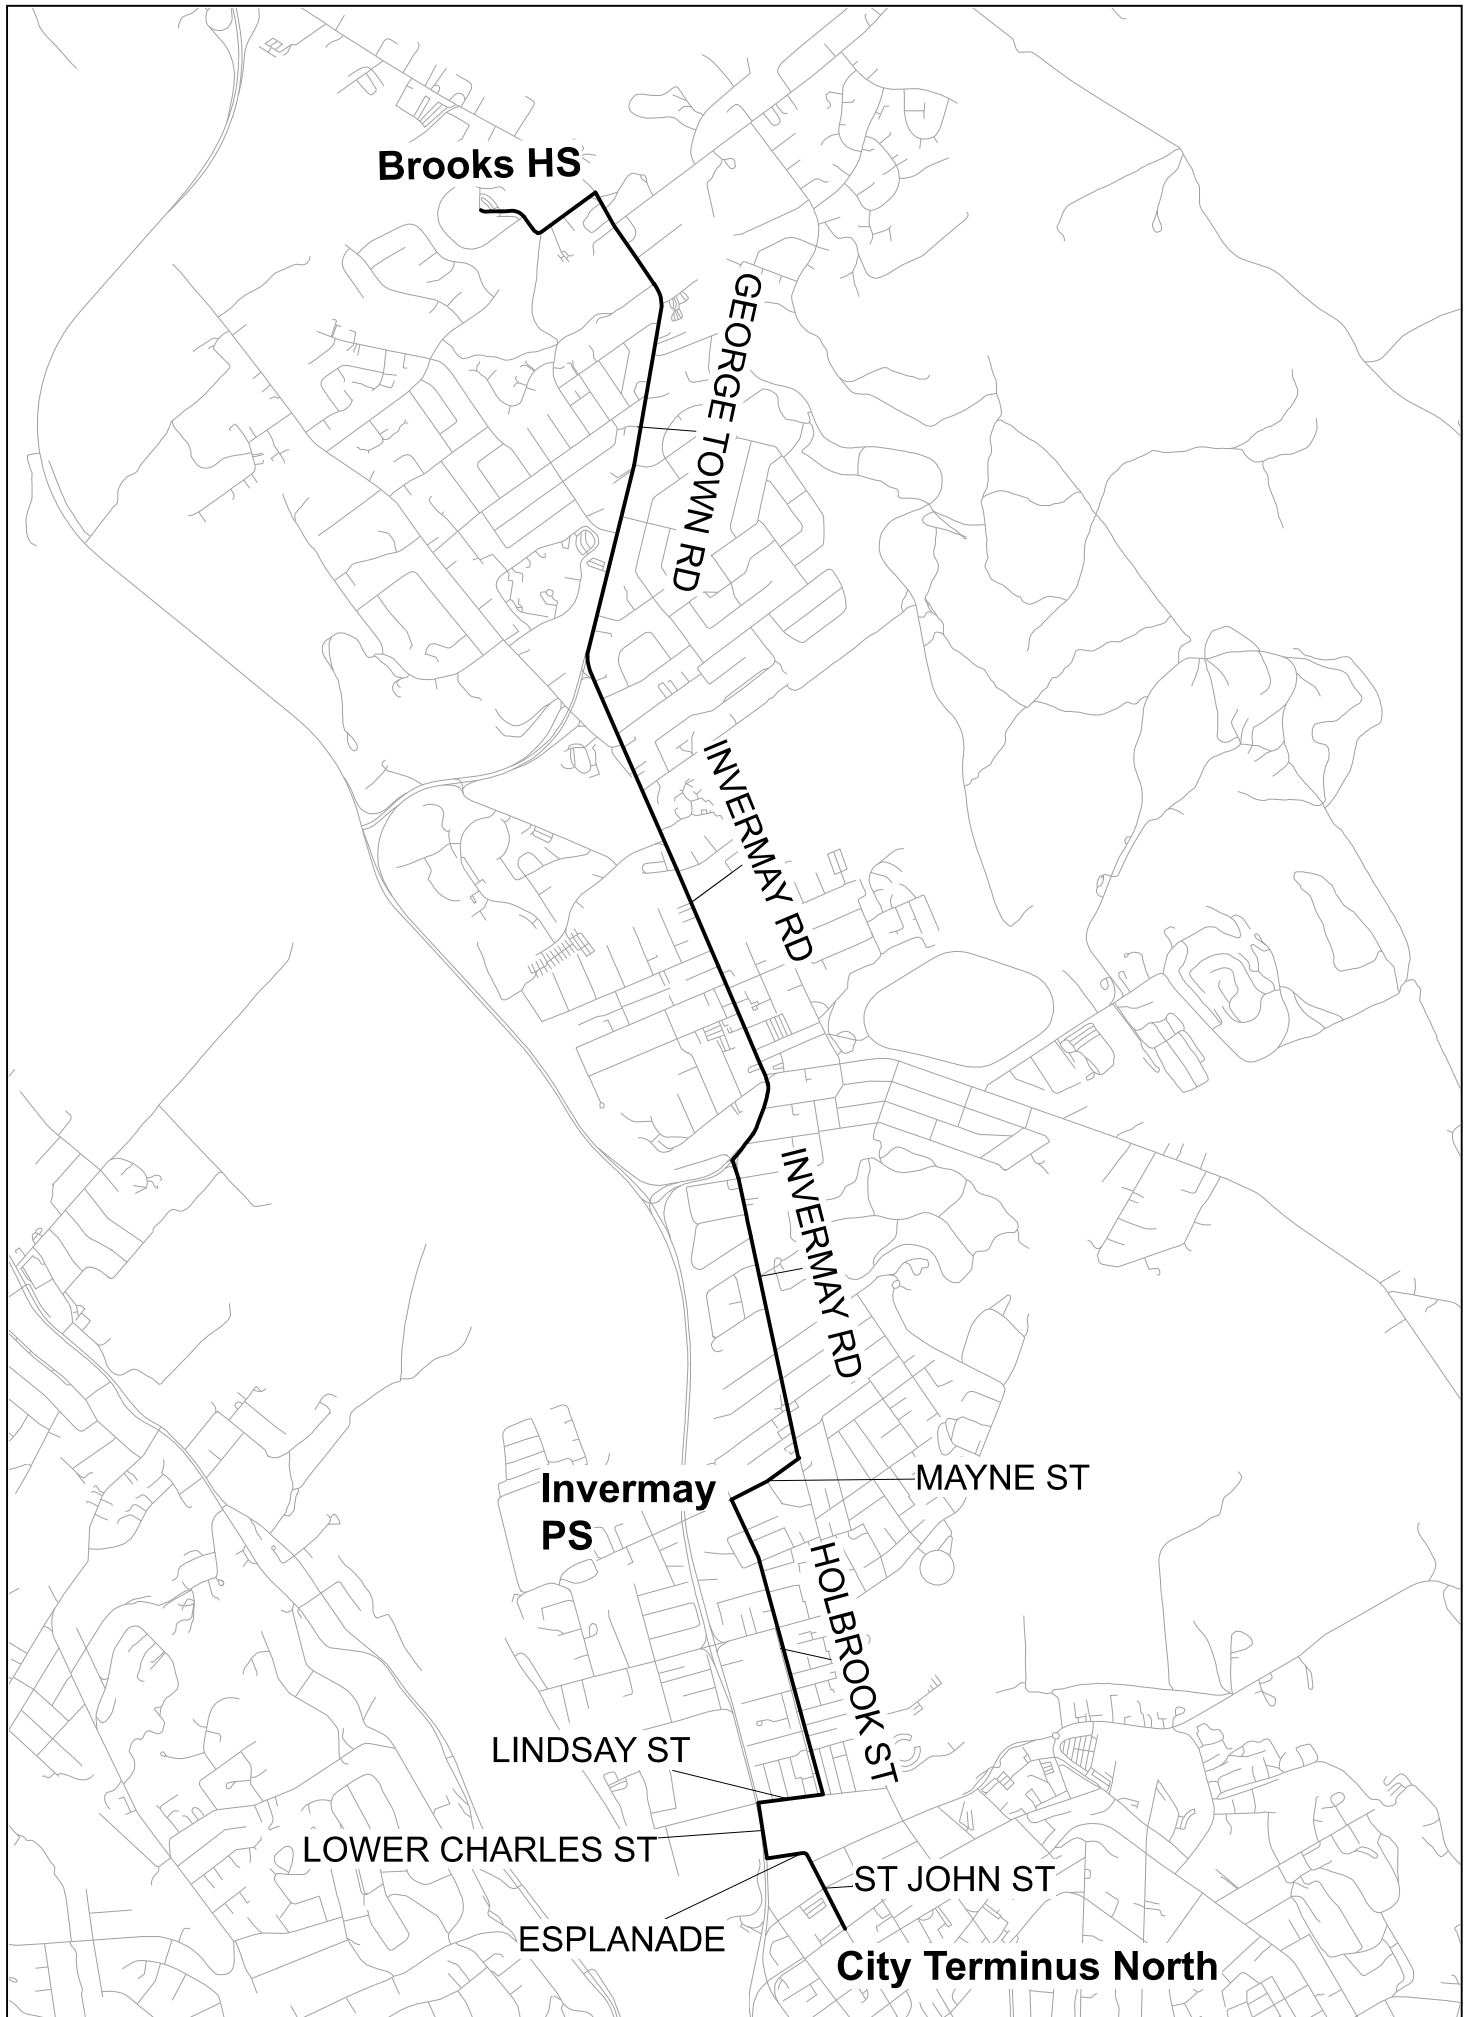 Brooks HS
GEORGE TOWN RD
INVERMAY RD
INVERMAY RD
Invermay
PS
MAYNE ST
HOLBROOK ST
LINDSAY ST
LOWER CHARLES ST
ST JOHN ST
ESPLANADE
City Terminus North